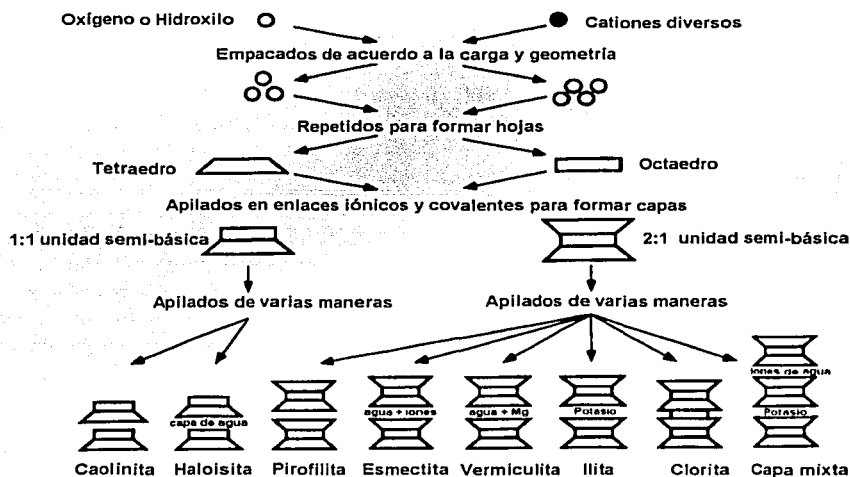 Oxígeno o Hidroxilo
Cationes diversos
Empacados de acuerdo a la carga y geometría
Repetidos para formar hojas
Tetraedro
Octaedro
Apilados en enlaces iónicos y covalentes para formar capas
1:1 unidad semi-básica
2:1 unidad semi-básica
Apilados de varias maneras
Apilados de varias maneras
iones de agua
capa de agua
agua + iones
agua + Mg
Potasio
Potasio
Caolinita
Haloisita
Pirofilita
Esmectita
Vermiculita
Ilita
Clorita
Capa mixta